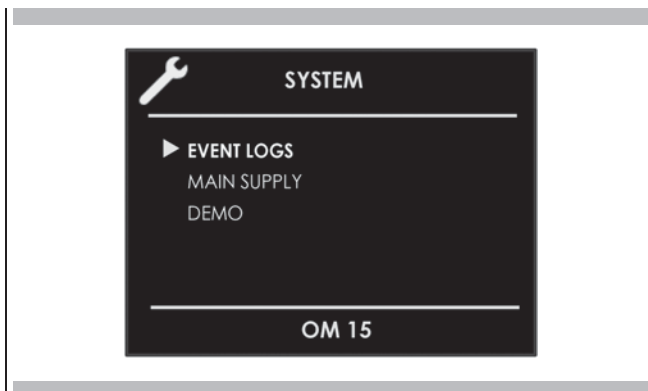 SYSTEM
EVENT LOGS
MAIN SUPPLY
DEMO
OM 15